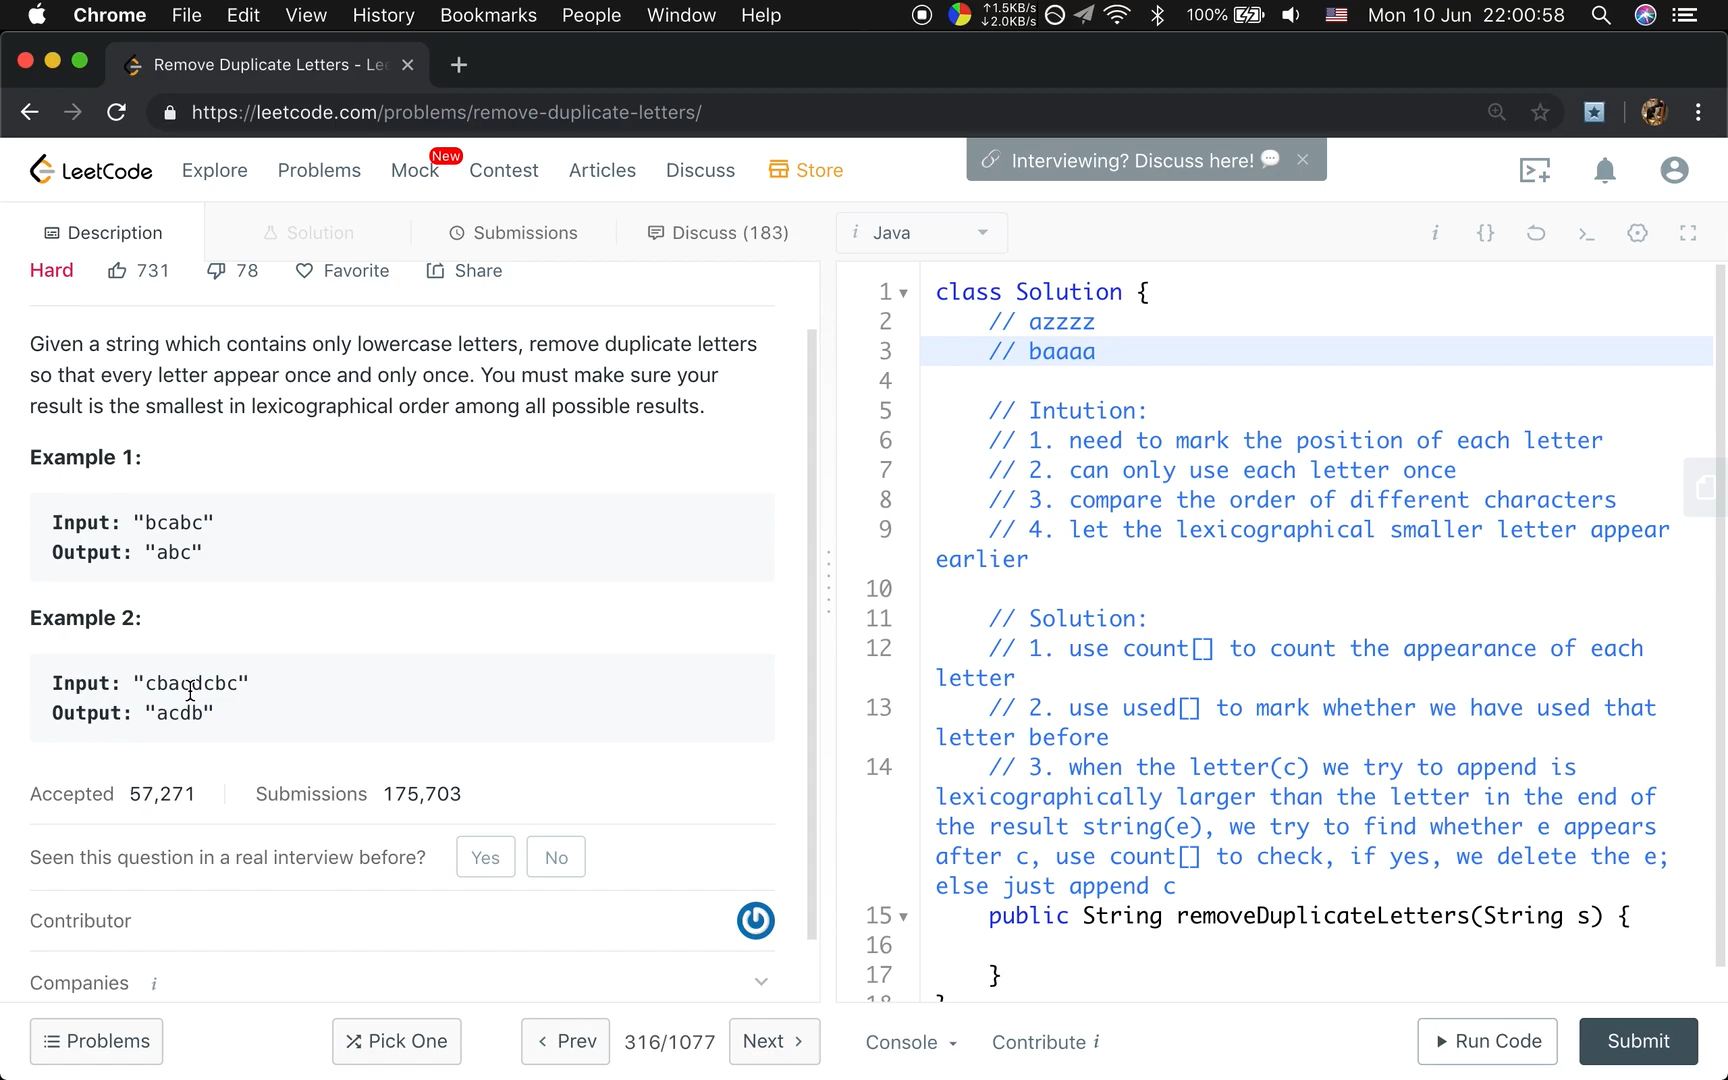 Chrome File Edit View History Bookmarks People Window Help ↑1.5KB/s ↓2.0KB/s 100% Mon 10 Jun 22:00:58
Remove Duplicate Letters - Le
https://leetcode.com/problems/remove-duplicate-letters/
LeetCode Explore Problems Mock New Contest Articles Discuss Store Interviewing? Discuss here!
Description Solution Submissions Discuss (183) i Java
Hard 731 78 Favorite Share
Given a string which contains only lowercase letters, remove duplicate letters
so that every letter appear once and only once. You must make sure your
result is the smallest in lexicographical order among all possible results.
Example 1:
Input: "bcabc"
Output: "abc"
Example 2:
Input: "cbacdcbc"
Output: "acdb"
Accepted 57,271 Submissions 175,703
Seen this question in a real interview before? Yes No
Contributor
Companies i
Problems Pick One Prev 316/1077 Next
1 class Solution {
2 // azzzz
3 // baaaa
4
5 // Intution:
6 // 1. need to mark the position of each letter
7 // 2. can only use each letter once
8 // 3. compare the order of different characters
9 // 4. let the lexicographical smaller letter appear
earlier
10
11 // Solution:
12 // 1. use count[] to count the appearance of each
letter
13 // 2. use used[] to mark whether we have used that
letter before
14 // 3. when the letter(c) we try to append is
lexicographically larger than the letter in the end of
the result string(e), we try to find whether e appears
after c, use count[] to check, if yes, we delete the e;
else just append c
15 public String removeDuplicateLetters(String s) {
16
17 }
18 }
Console Contribute i Run Code Submit